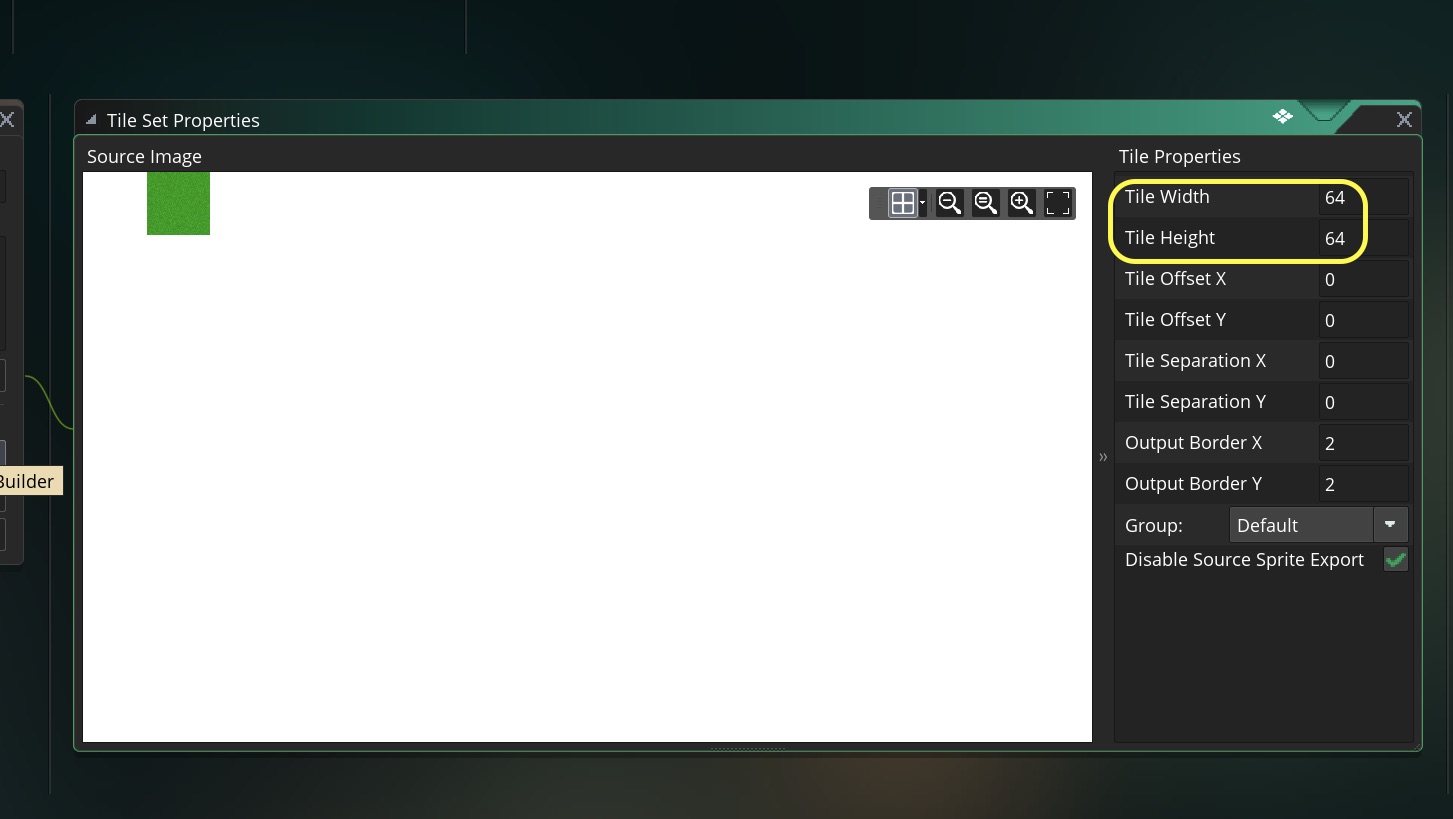 Tile Set Properties
Source Image
Tile Properties
Tile Width 64
Tile Height 64
Tile Offset X 0
Tile Offset Y 0
Tile Separation X 0
Tile Separation Y 0
Output Border X 2
Output Border Y 2
Builder
Group: Default
Disable Source Sprite Export